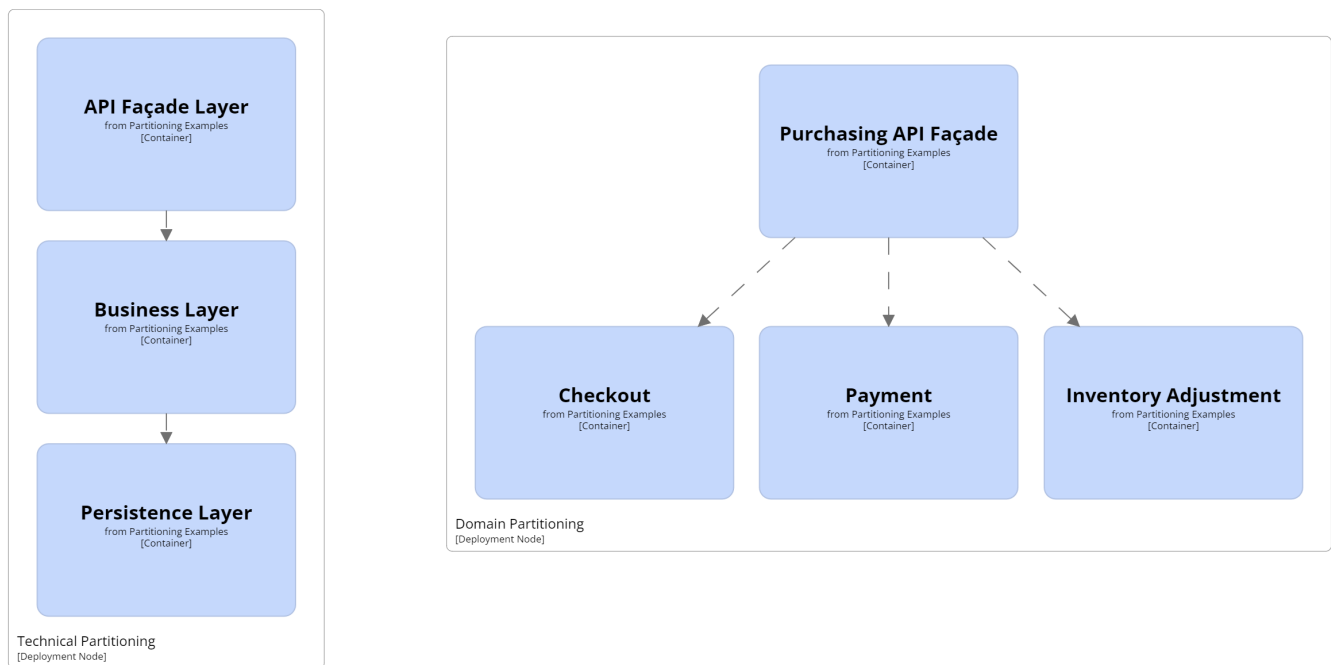 API Façade Layer
from Partitioning Examples
[Container]
Business Layer
from Partitioning Examples
[Container]
Persistence Layer
from Partitioning Examples
[Container]
Technical Partitioning
[Deployment Node]
Purchasing API Façade
from Partitioning Examples
[Container]
Checkout
from Partitioning Examples
[Container]
Payment
from Partitioning Examples
[Container]
Inventory Adjustment
from Partitioning Examples
[Container]
Domain Partitioning
[Deployment Node]